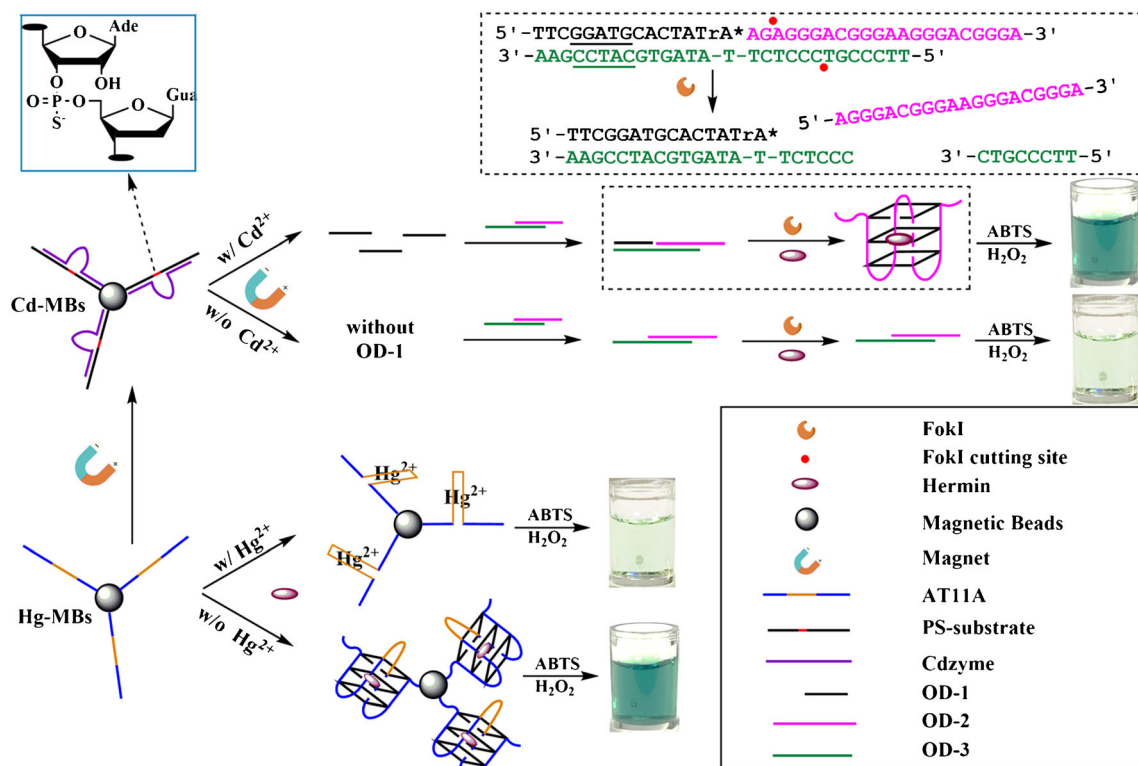 Ade
O
OH
O
O=P-O
S-
O
Gua
5'-TTCGGATGCACTATrA*AGAGGGACGGGAAGGGACGGGA-3'
3'-AAGCCTACGTGATA-T-TCTCCCTGCCCTT-5'
5'-AGGGACGGGAAGGGACGGGA-3'
5'-TTCGGATGCACTATrA*
3'-AAGCCTACGTGATA-T-TCTCCC
3'-CTGCCCTT-5'
Cd-MBs
w/ Cd2+
w/o Cd2+
without
OD-1
ABTS
H2O2
ABTS
H2O2
Hg-MBs
w/ Hg2+
w/o Hg2+
Hg2+
Hg2+
Hg2+
ABTS
H2O2
ABTS
H2O2
FokI
FokI cutting site
Hermin
Magnetic Beads
Magnet
AT11A
PS-substrate
Cdzyme
OD-1
OD-2
OD-3